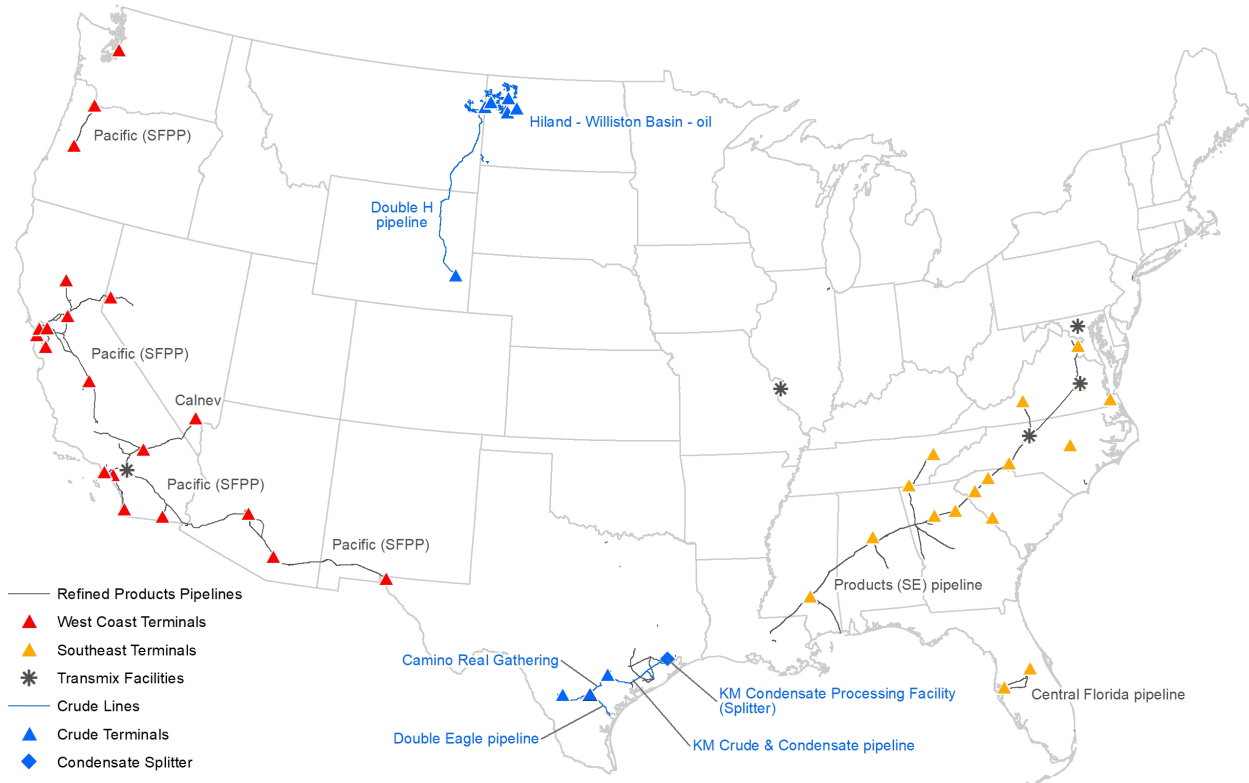 Pacific (SFPP)
Hiland - Williston Basin - oil
Double H
pipeline
Pacific (SFPP)
Calnev
Pacific (SFPP)
Pacific (SFPP)
Products (SE) pipeline
Refined Products Pipelines
West Coast Terminals
Southeast Terminals
Transmix Facilities
Crude Lines
Crude Terminals
Condensate Splitter
Camino Real Gathering
Double Eagle pipeline
KM Condensate Processing Facility
(Splitter)
KM Crude & Condensate pipeline
Central Florida pipeline